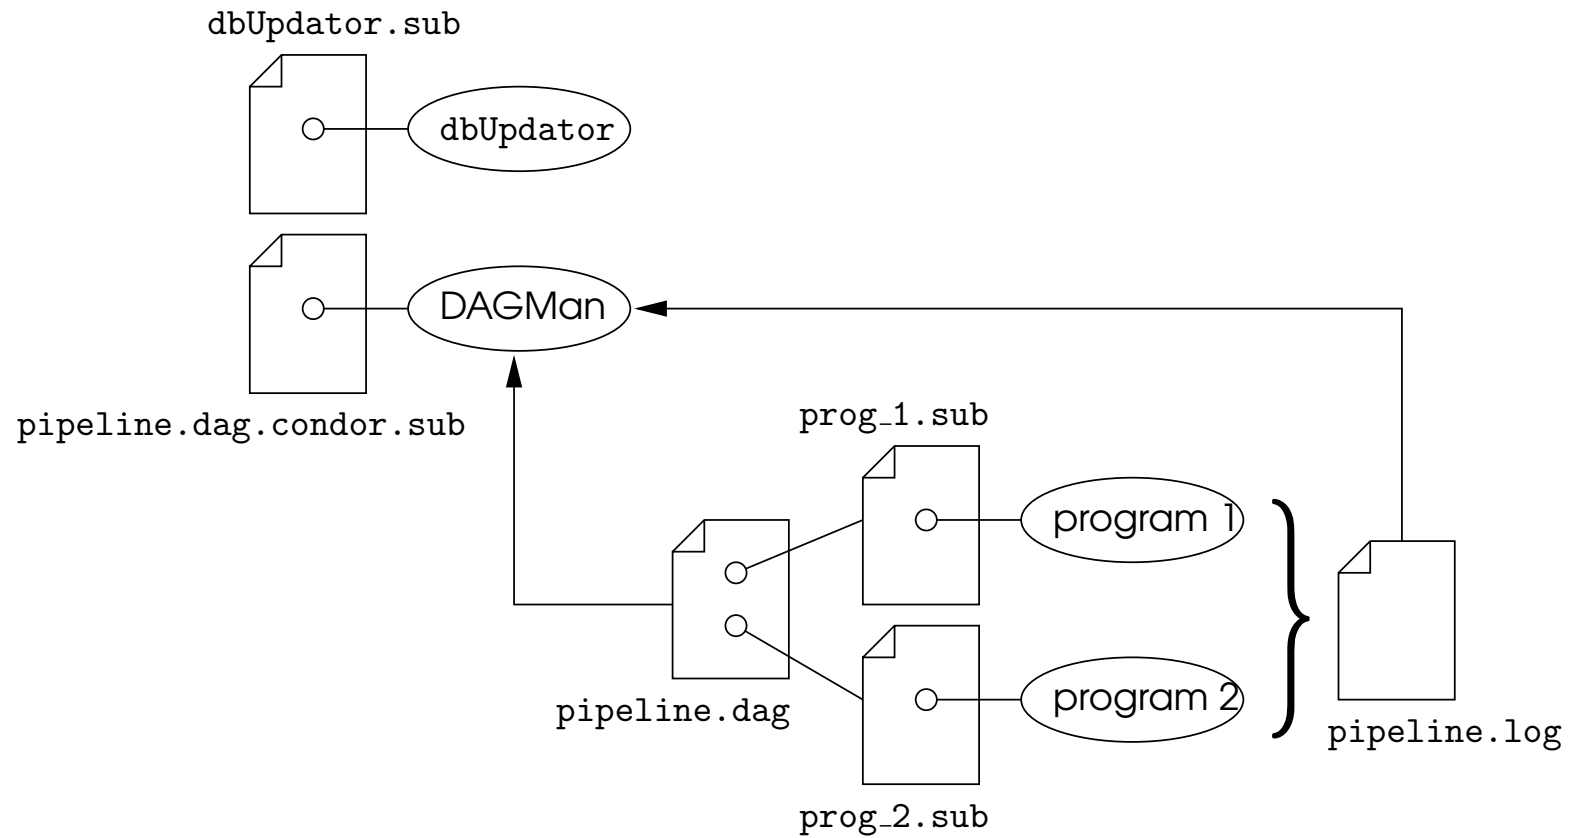 dbUpdator.sub
dbUpdator
DAGMan
pipeline.dag.condor.sub
prog_1.sub
program 1
pipeline.dag
program 2
pipeline.log
prog_2.sub